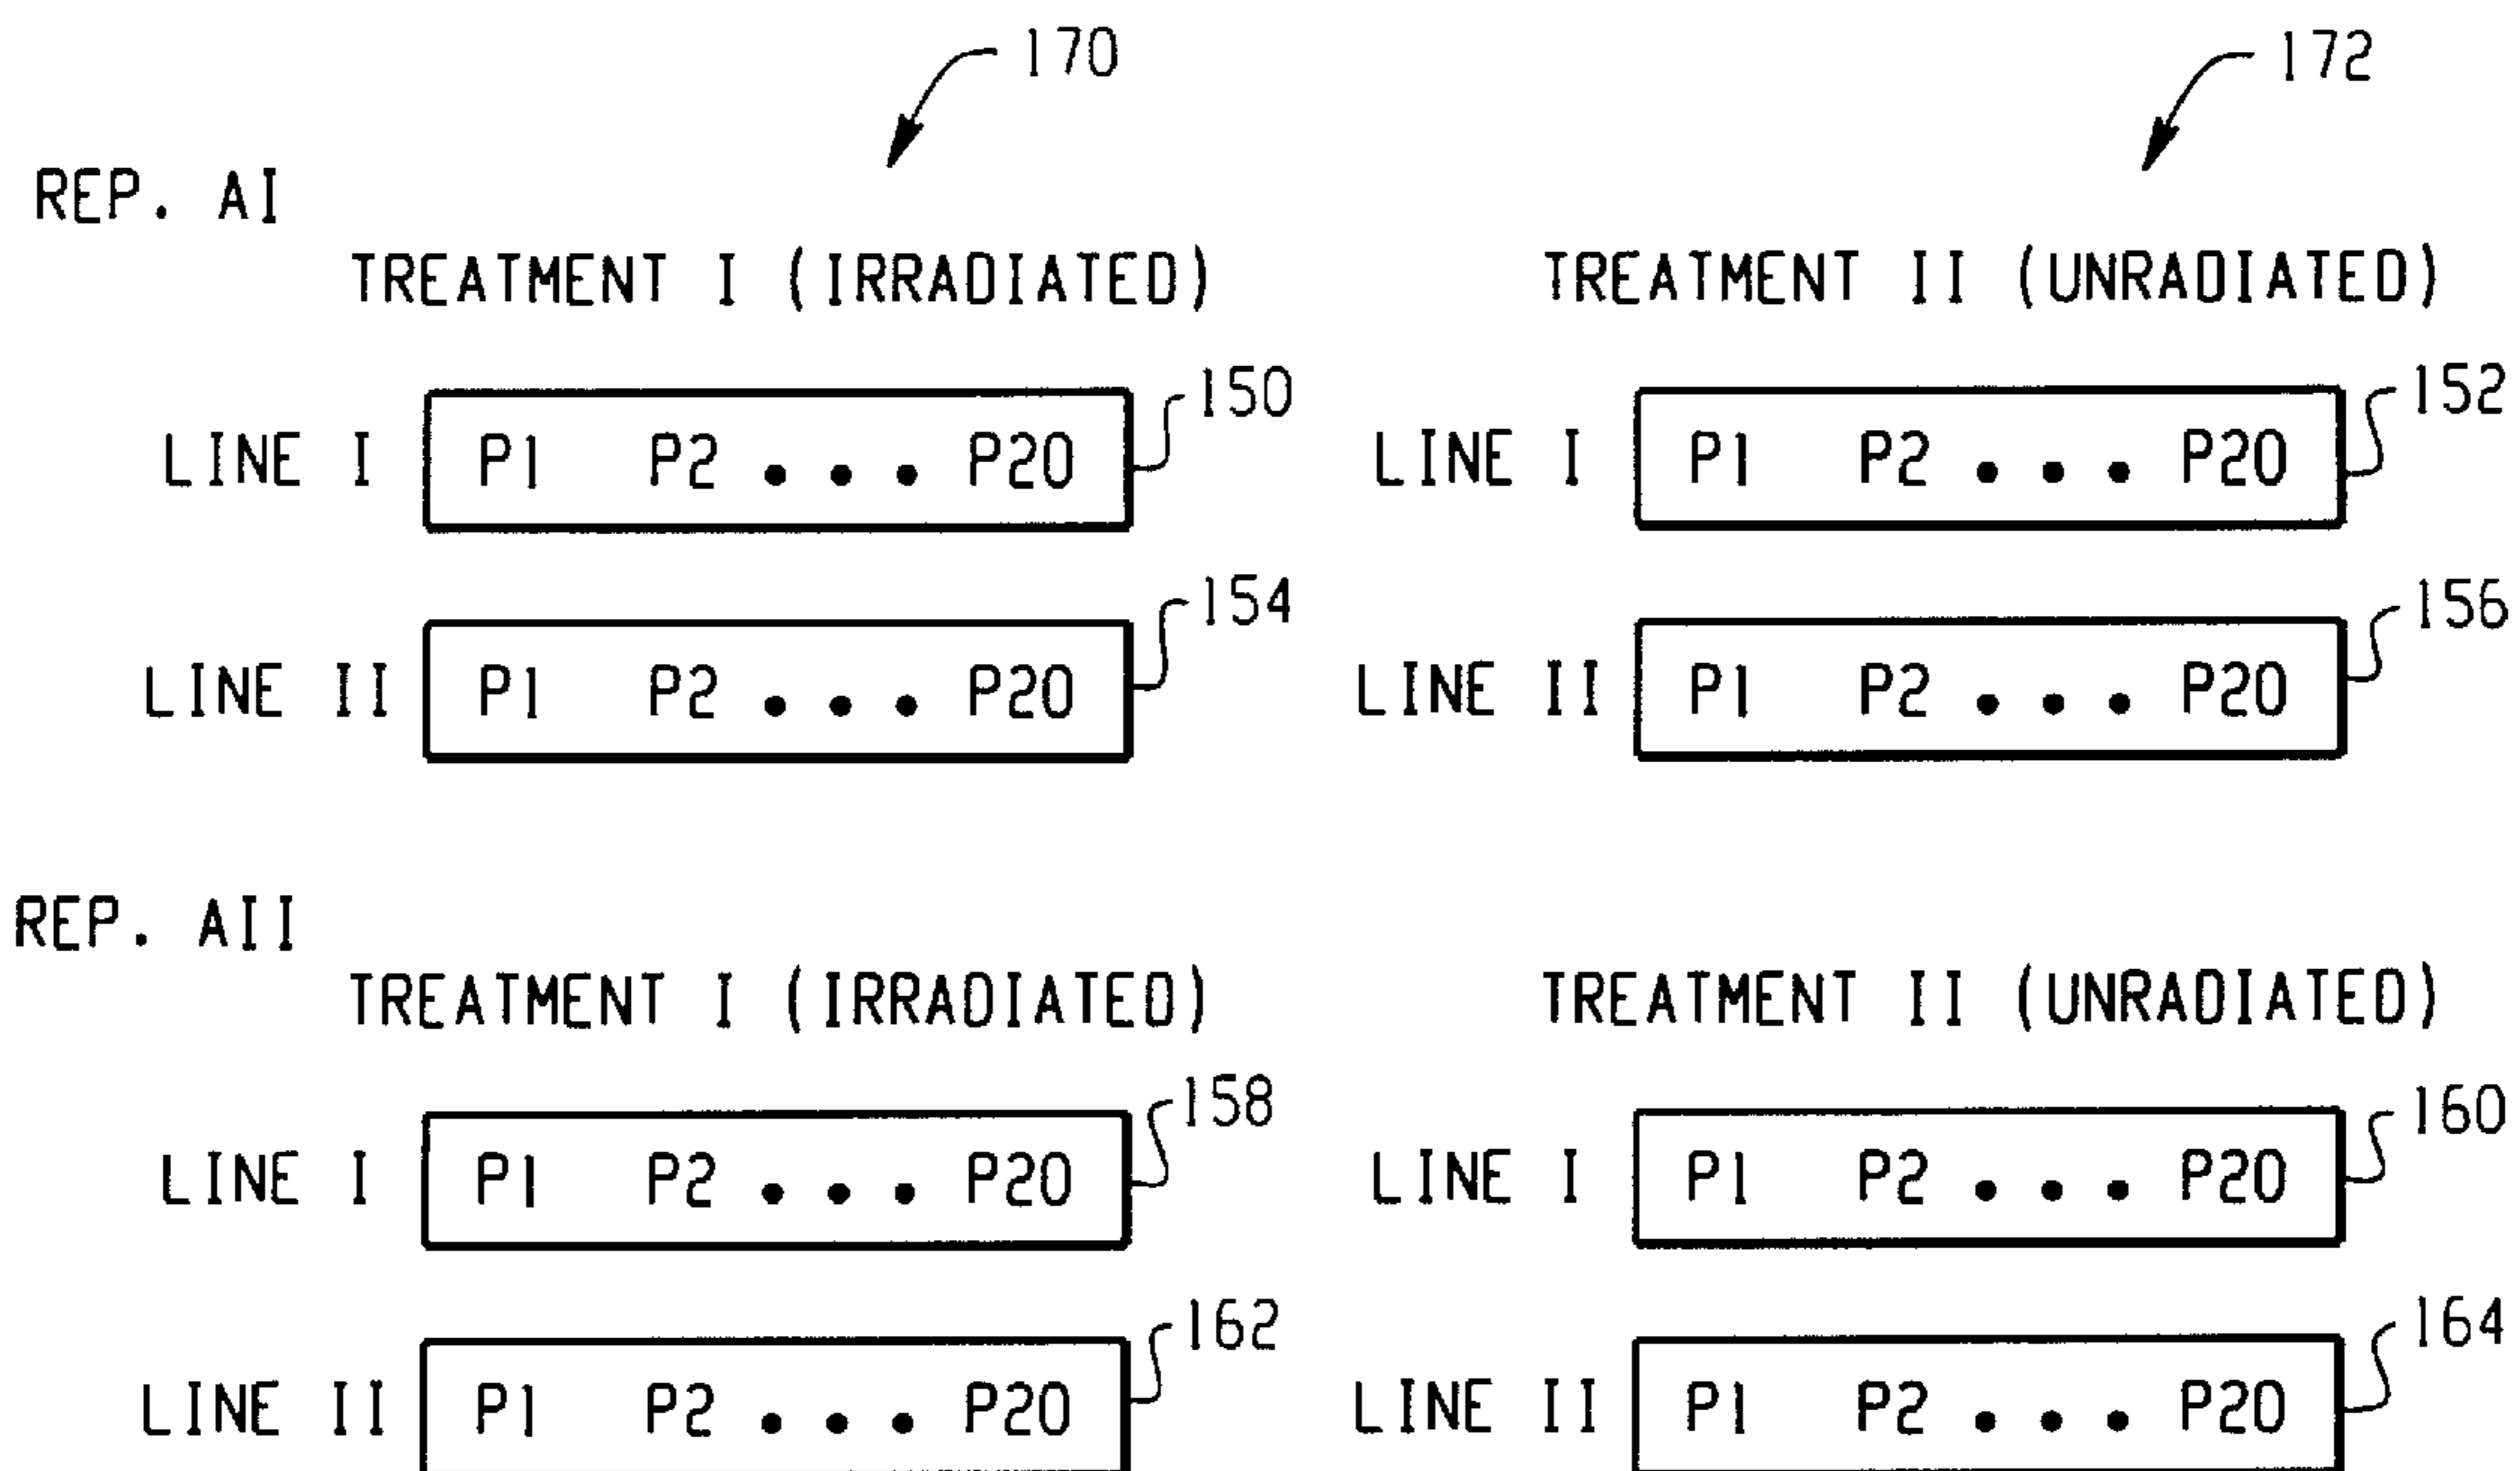 170 172
REP. AI
TREATMENT I (IRRADIATED) TREATMENT II (UNRADIATED)
150 152
LINE I P1 P2 • • • P20 LINE I P1 P2 • • • P20
154 156
LINE II P1 P2 • • • P20 LINE II P1 P2 • • • P20
REP. AII
TREATMENT I (IRRADIATED) TREATMENT II (UNRADIATED)
158 160
LINE I P1 P2 • • • P20 LINE I P1 P2 • • • P20
162 164
LINE II P1 P2 • • • P20 LINE II P1 P2 • • • P20